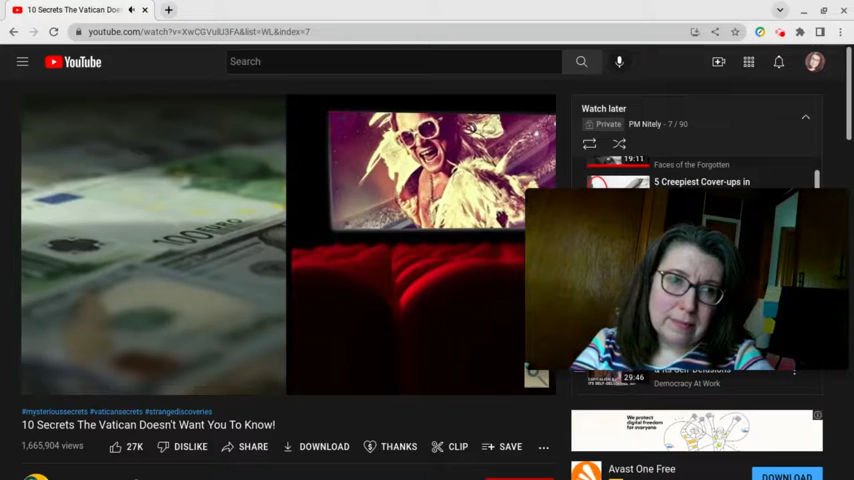 10 Secrets The Vatican Does
youtube.com/watch?v=XwCGVulU3FA&list=WL&index=7
YouTube
Search
Watch later
Private PM Nitely - 7 / 90
19:11
Faces of the Forgotten
5 Creepiest Cover-ups in
100 EURO
29:46
Democracy At Work
#mysterioussecrets #vaticansecrets #strangediscoveries
10 Secrets The Vatican Doesn't Want You To Know!
1,665,904 views
27K
DISLIKE
SHARE
DOWNLOAD
THANKS
CLIP
SAVE
We protect
digital freedom
for everyone
Avast One Free
DOWNLOAD